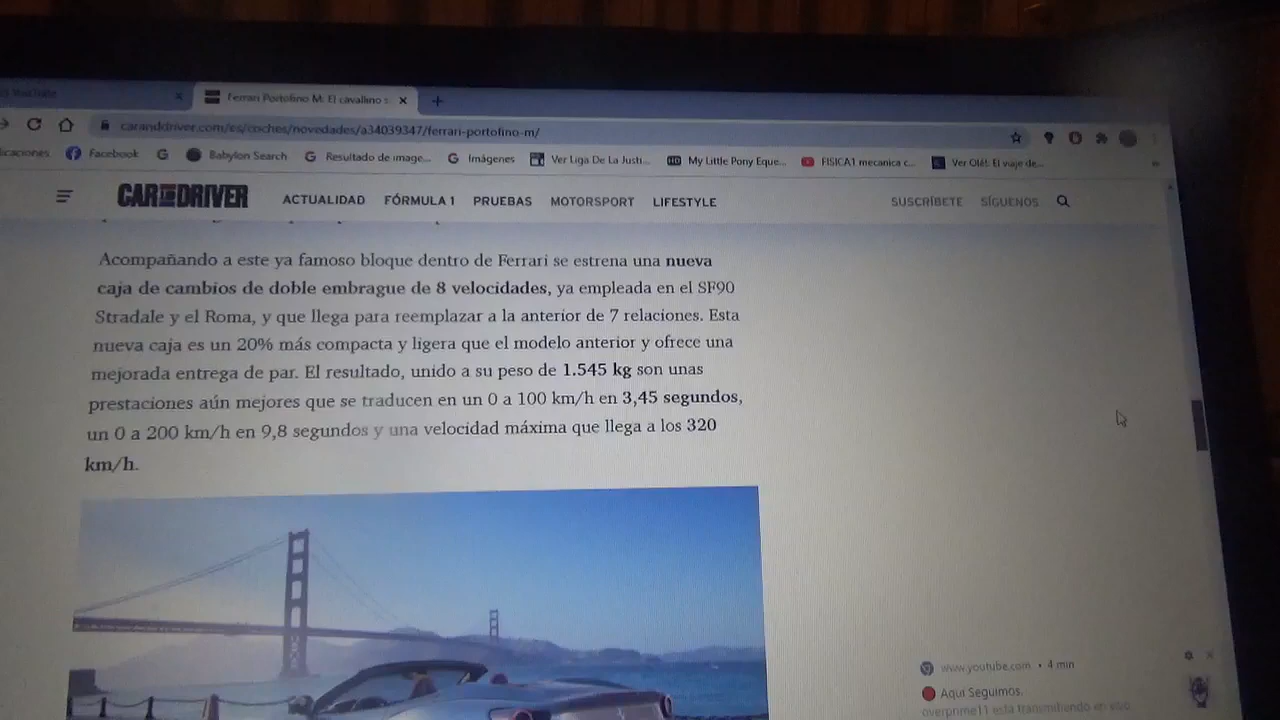 YouTube
Ferrari Portofino M: El cavallino s
caranddriver.com/es/coches/novedades/a34039347/ferrari-portofino-m/
licaciones
Facebook
Babylon Search
Resultado de image...
Imágenes
Ver Liga De La Justi...
My Little Pony Eque...
FISICA1 mecanica c...
Ver Olé!: El viaje de...
CAR AND DRIVER
ACTUALIDAD
FÓRMULA 1
PRUEBAS
MOTORSPORT
LIFESTYLE
SUSCRÍBETE
SÍGUENOS
Acompañando a este ya famoso bloque dentro de Ferrari se estrena una nueva
caja de cambios de doble embrague de 8 velocidades, ya empleada en el SF90
Stradale y el Roma, y que llega para reemplazar a la anterior de 7 relaciones. Esta
nueva caja es un 20% más compacta y ligera que el modelo anterior y ofrece una
mejorada entrega de par. El resultado, unido a su peso de 1.545 kg son unas
prestaciones aún mejores que se traducen en un 0 a 100 km/h en 3,45 segundos,
un 0 a 200 km/h en 9,8 segundos y una velocidad máxima que llega a los 320
km/h.
www.youtube.com • 4 min
Aqui Seguimos.
overprime11 está transmitiendo en vivo